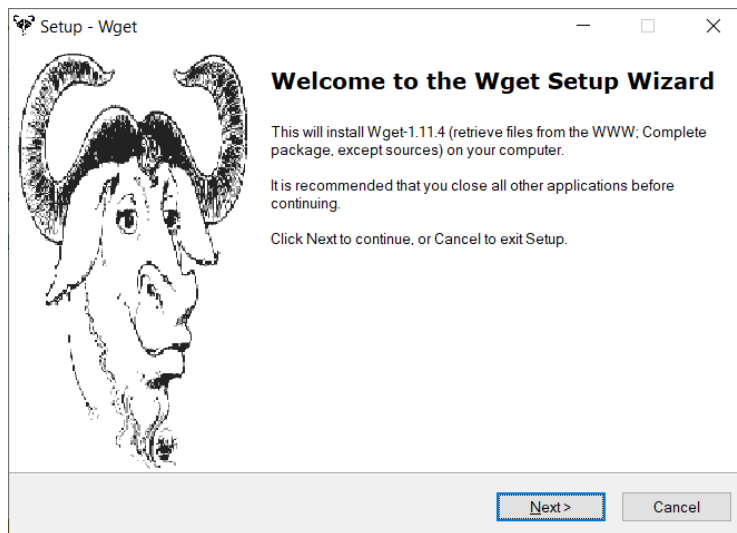 Setup - Wget
Welcome to the Wget Setup Wizard
This will install Wget-1.11.4 (retrieve files from the WWW; Complete
package, except sources) on your computer.
It is recommended that you close all other applications before
continuing.
Click Next to continue, or Cancel to exit Setup.
Next >
Cancel